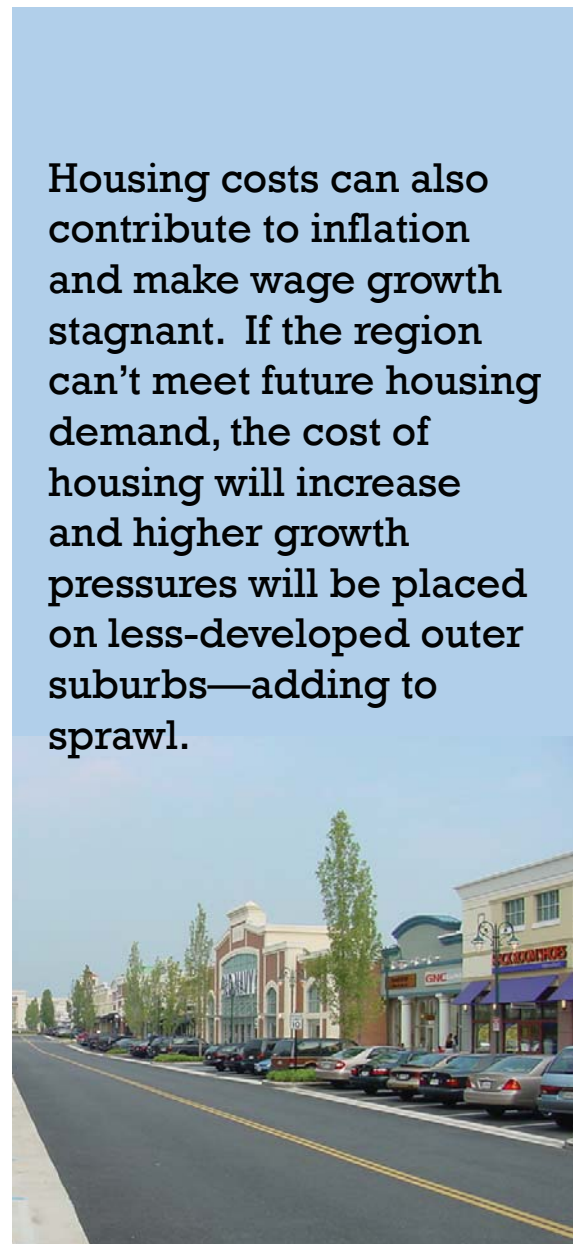 Housing costs can also
contribute to inflation
and make wage growth
stagnant.  If the region
can’t meet future housing
demand, the cost of
housing will increase
and higher growth
pressures will be placed
on less-developed outer
suburbs—adding to
sprawl.
GNC